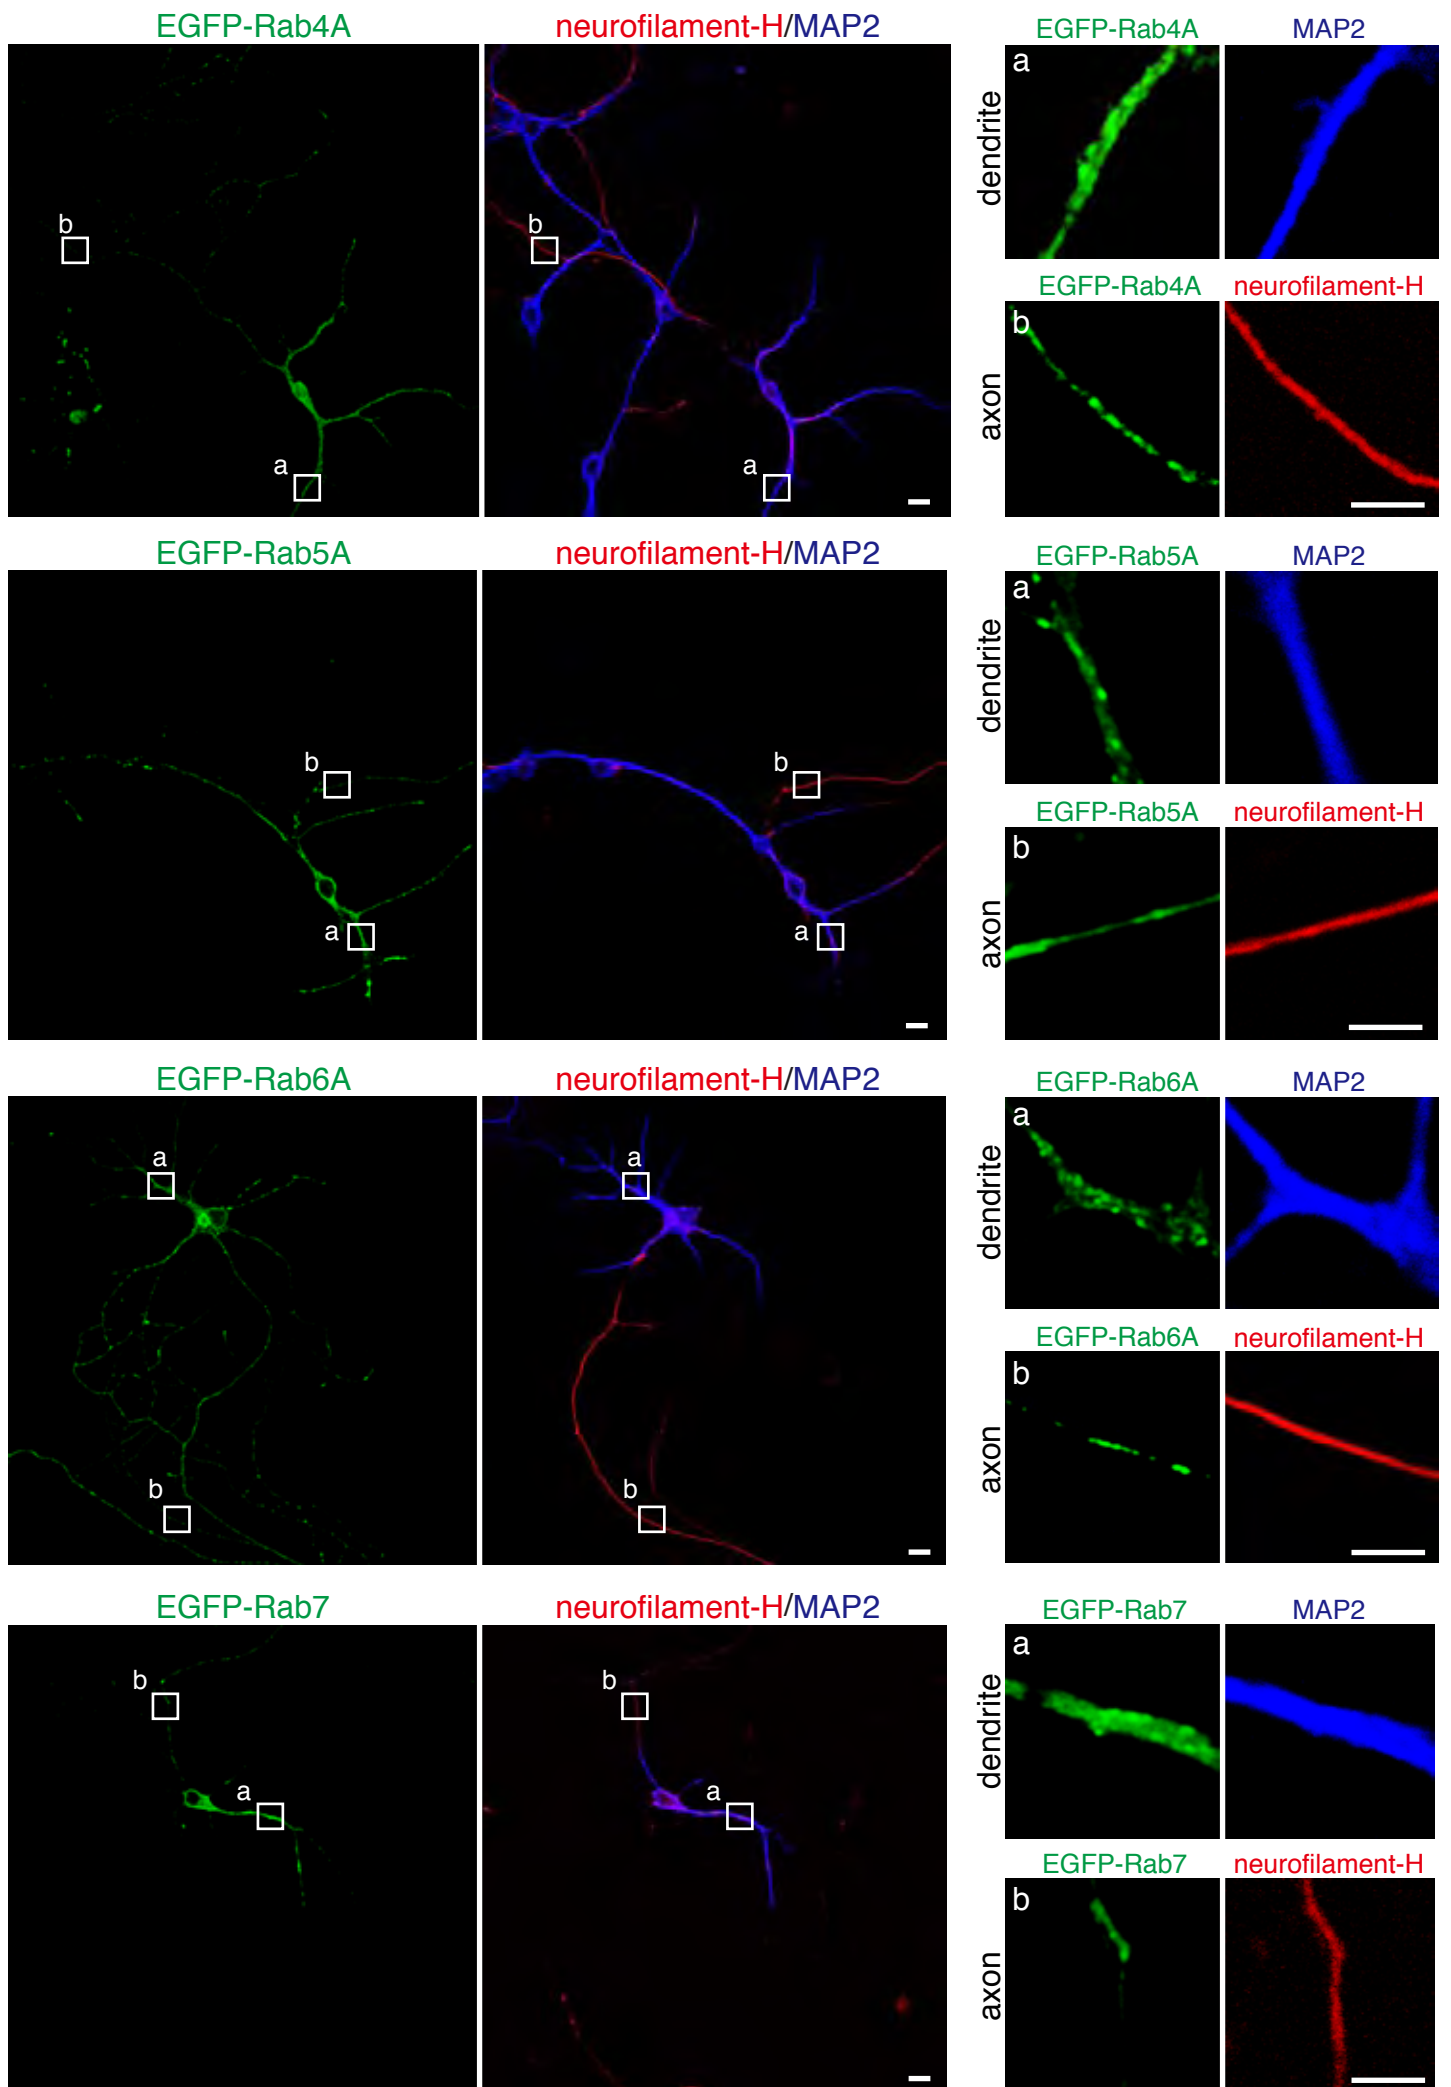 EGFP-Rab4A neurofilament-H/MAP2
b b
a a
EGFP-Rab4A MAP2
a
dendrite
EGFP-Rab4A neurofilament-H
b
axon
EGFP-Rab5A neurofilament-H/MAP2
b b
a a
EGFP-Rab5A MAP2
a
dendrite
EGFP-Rab5A neurofilament-H
b
axon
EGFP-Rab6A neurofilament-H/MAP2
a a
b b
EGFP-Rab6A MAP2
a
dendrite
EGFP-Rab6A neurofilament-H
b
axon
EGFP-Rab7 neurofilament-H/MAP2
b b
a a
EGFP-Rab7 MAP2
a
dendrite
EGFP-Rab7 neurofilament-H
b
axon